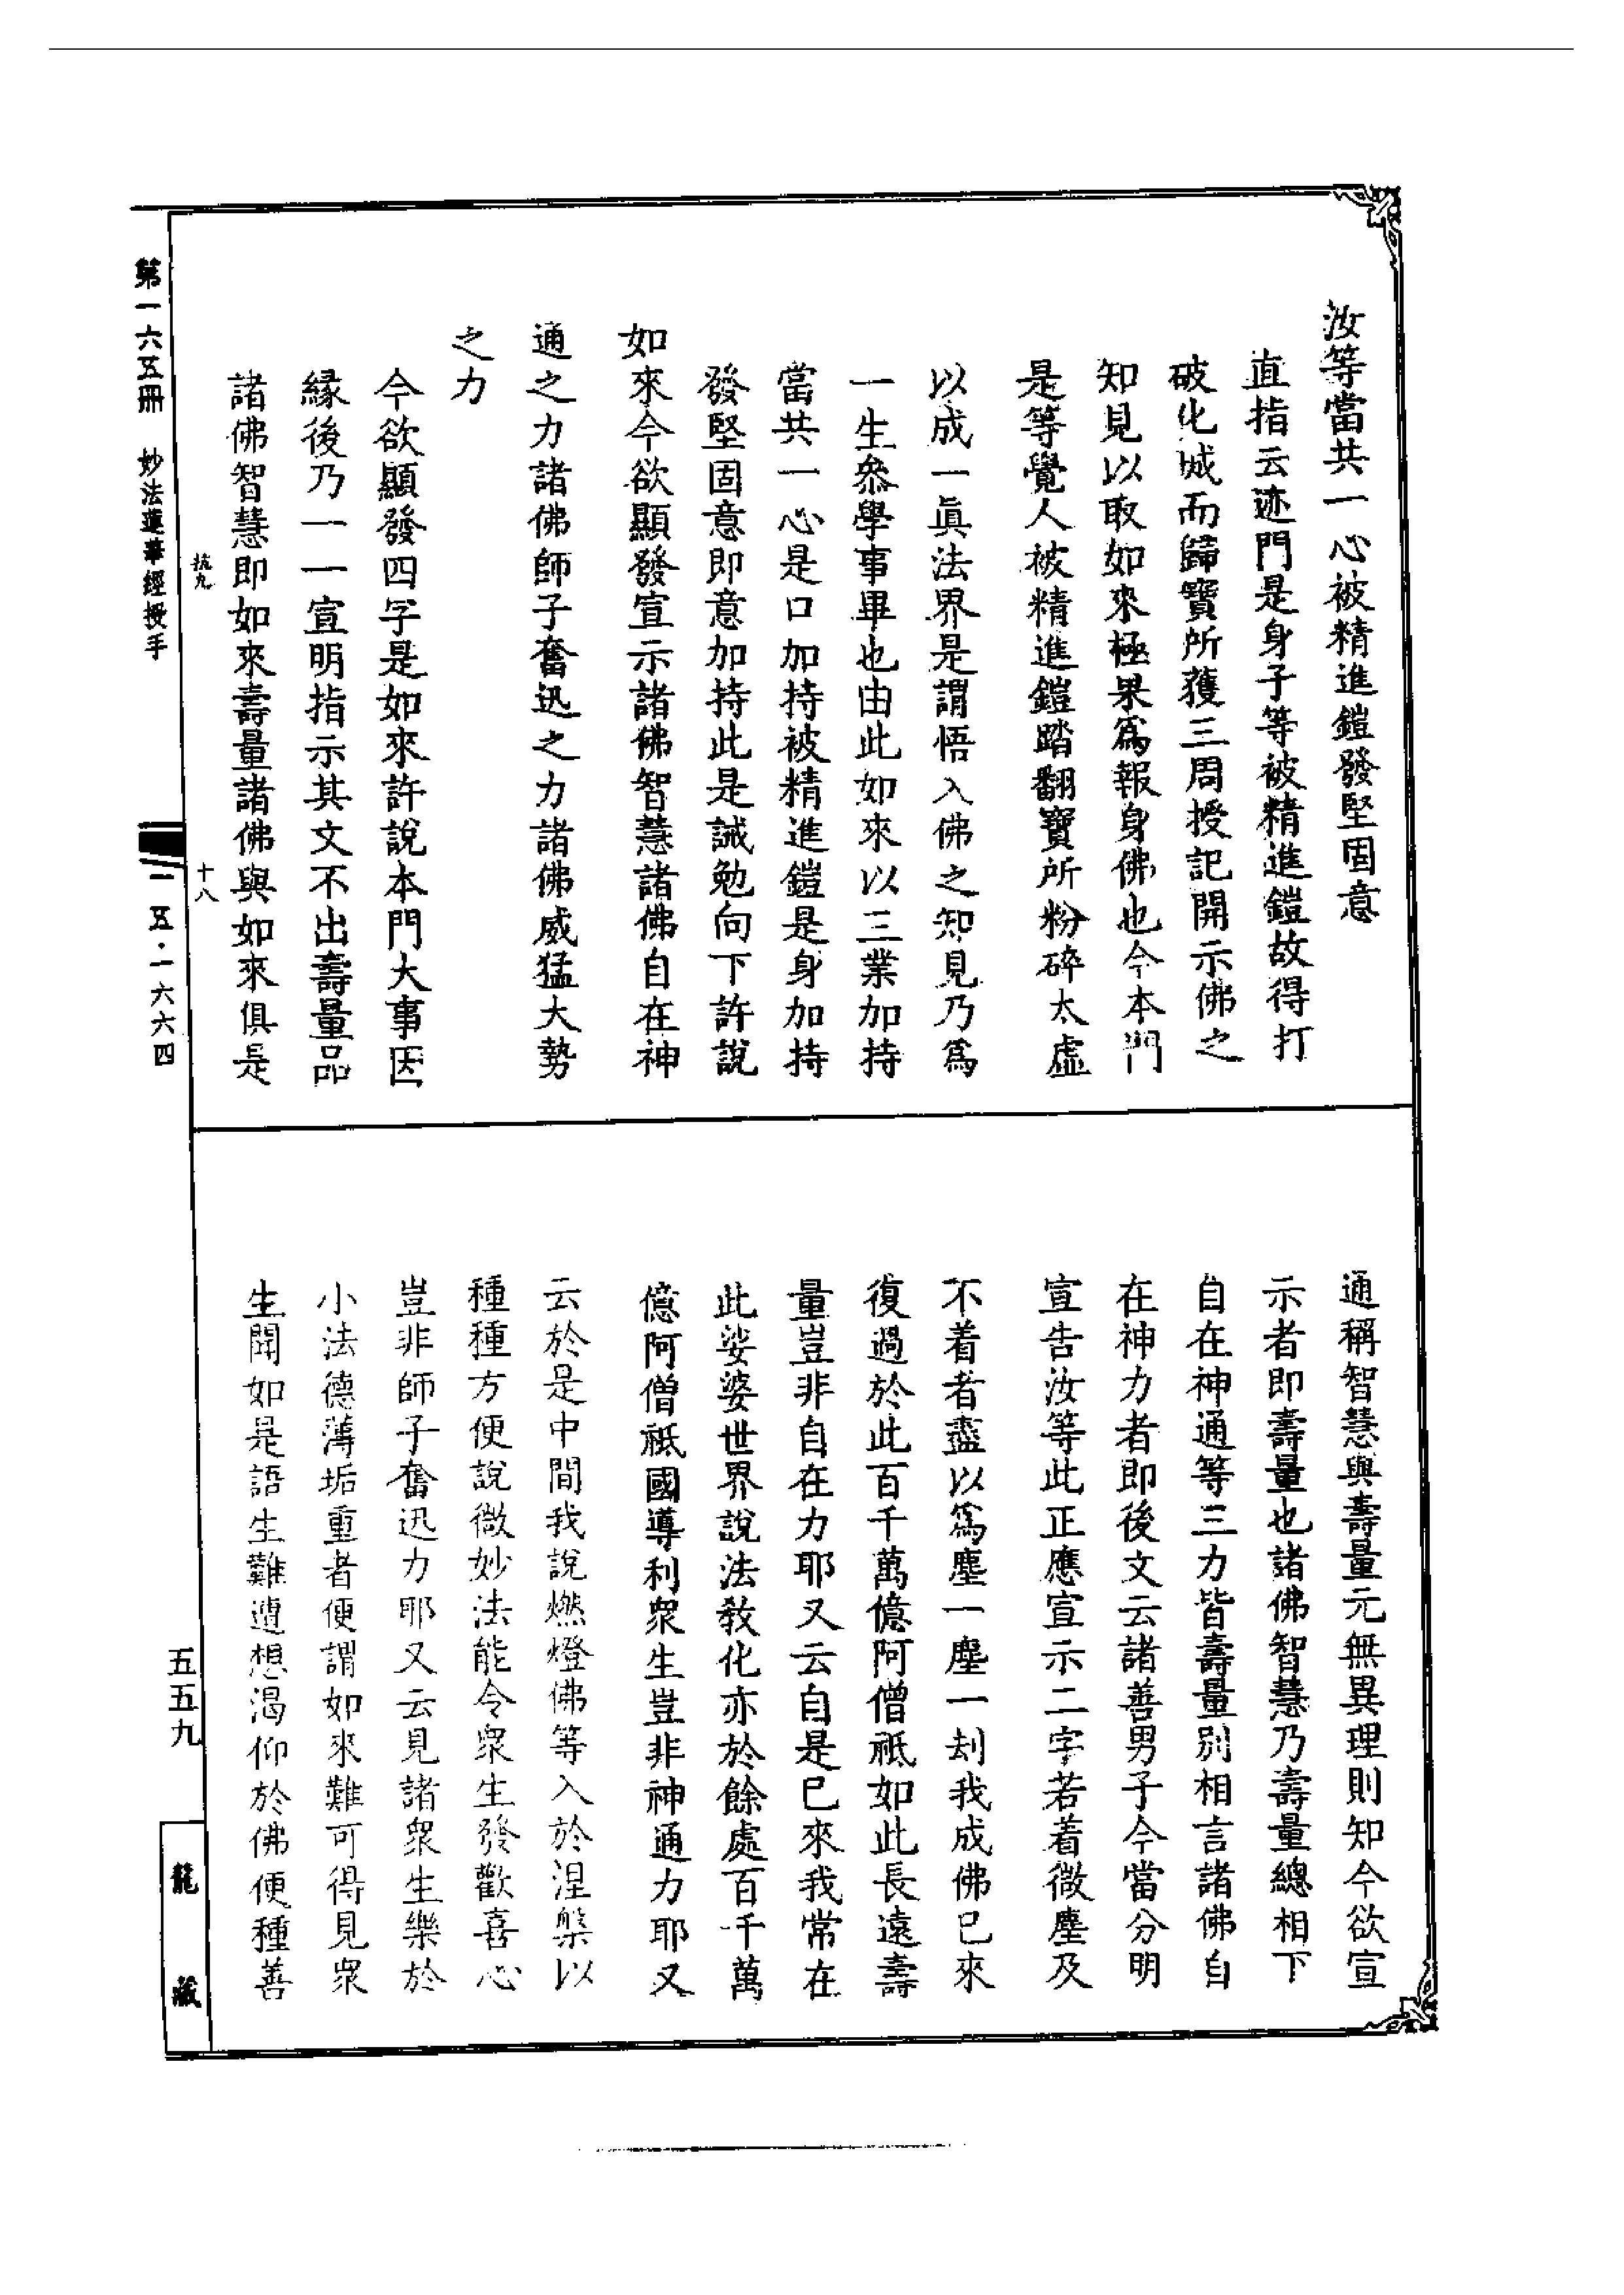 汝等當共一心被精進鎧發堅固意
直指云迹門是身子等被精進鎧故得打
破化城而歸寶所獲三周授記開示佛之
知見以取如來極果爲報身佛也今本門
是等覺人被精進鎧踏翻寶所粉碎太虛
以成一眞法界是謂悟入佛之知見乃爲
一生叅學事畢也由此如來以三業加持
當共一心是口加持被精進鎧是身加持
發堅固意即意加持此是誡勉向下許說
如來今欲顯發宣示諸佛智慧諸佛自在神
通之力諸佛師子奮迅之力諸佛威猛大勢
之力
今欲顯發四字是如來許說本門大事因
緣後乃一一宣明指示其文不出壽量品
諸佛智慧即如來壽量諸佛與如來俱是
通稱智慧與壽量元無異理則知今欲宣
示者即壽量也諸佛智慧乃壽量總相下
自在神通等三力皆壽量別相言諸佛自
在神力者即後文云諸善男子今當分明
宣告汝等此正應宣示二字若着微塵及
不着者盡以爲塵一塵一刦我成佛已來
復過於此百千萬億阿僧祇如此長遠壽
量豈非自在力耶又云自是已來我常在
此娑婆世界說法敎化亦於餘處百千萬
億阿僧祇國導利衆生豈非神通力耶又
云於是中間我說燃燈佛等入於涅槃以
種種方便說微妙法能令衆生發歡喜心
豈非師子奮迅力耶又云見諸衆生樂於
小法德薄垢重者便謂如來難可得見衆
生聞如是語生難遭想渴仰於佛便種善
第一六五冊 妙法蓮華經授手
一五·一六六四
抗九
十八
五五九
龍藏